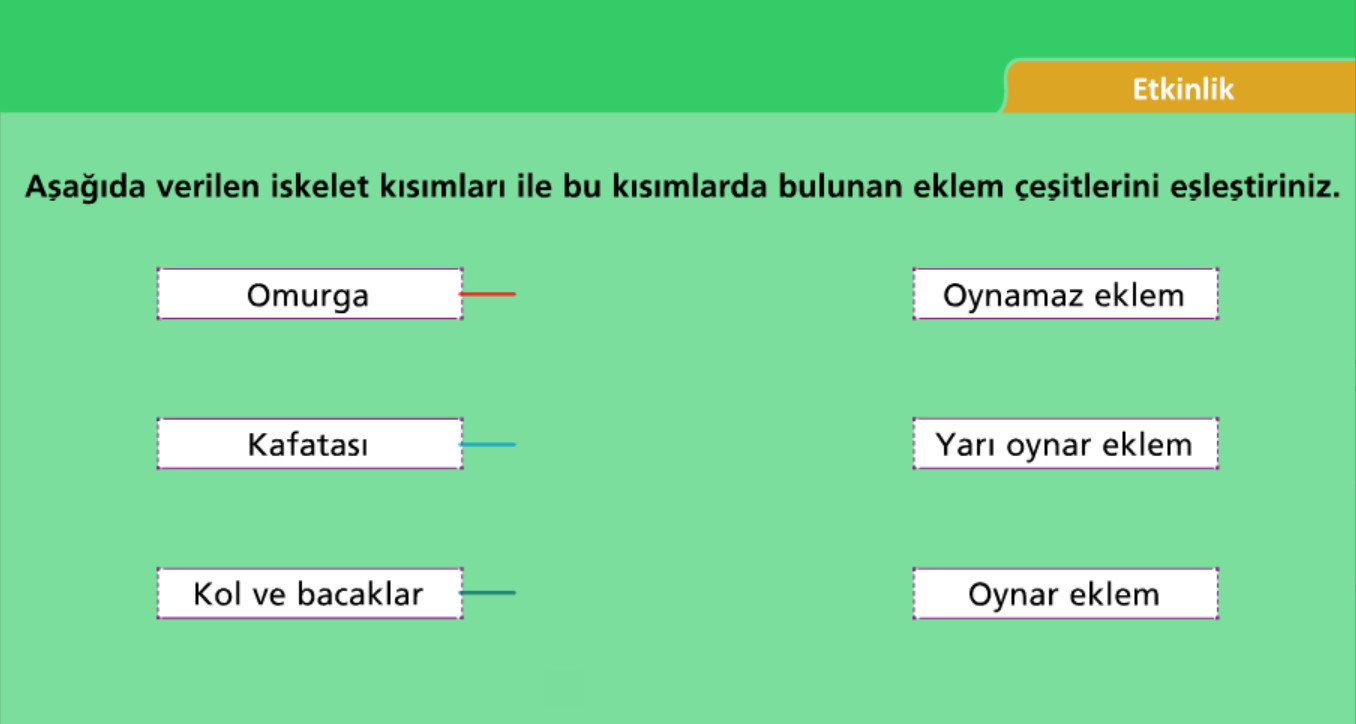 Etkinlik
Aşağıda verilen iskelet kısımları ile bu kısımlarda bulunan eklem çeşitlerini eşleştiriniz.
Omurga
Oynamaz eklem
Kafatası
Yarı oynar eklem
Kol ve bacaklar
Oynar eklem